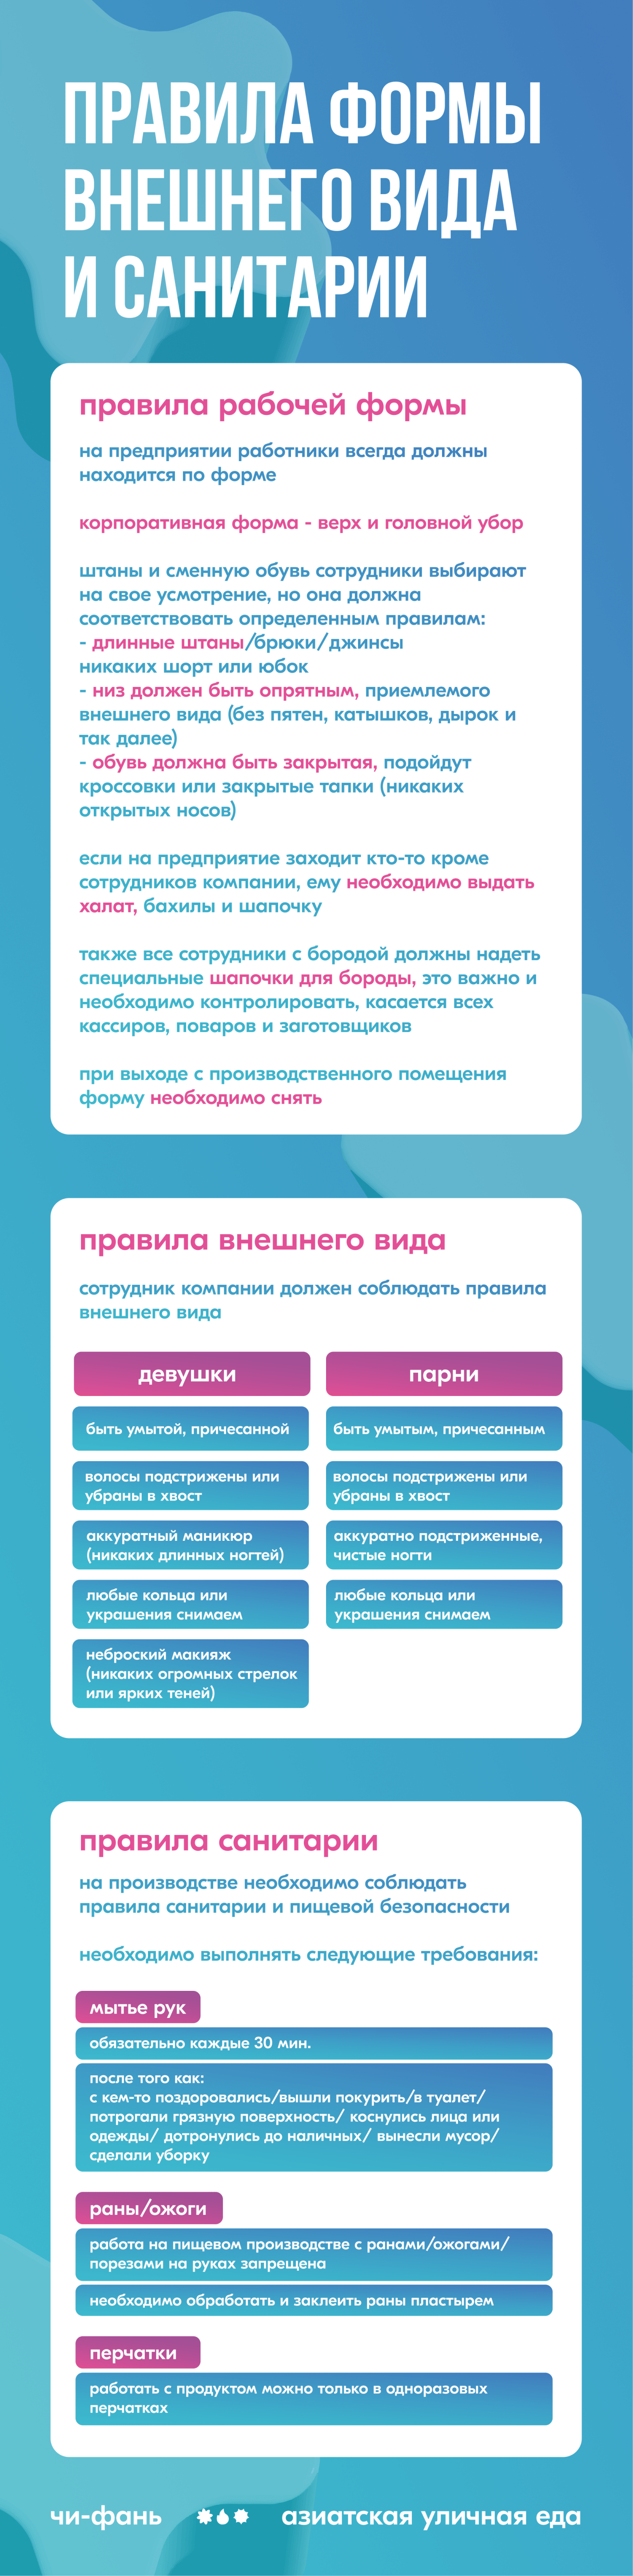 ПРАВИЛА ФОРМЫ
ВНЕШНЕГО ВИДА
И САНИТАРИИ
правила рабочей формы
на предприятии работники всегда должны
находится по форме
корпоративная форма - верх и головной убор
штаны и сменную обувь сотрудники выбирают
на свое усмотрение, но она должна
соответствовать определенным правилам:
- длинные штаны/брюки/джинсы
никаких шорт или юбок
- низ должен быть опрятным, приемлемого
внешнего вида (без пятен, катышков, дырок и
так далее)
- обувь должна быть закрытая, подойдут
кроссовки или закрытые тапки (никаких
открытых носов)
если на предприятие заходит кто-то кроме
сотрудников компании, ему необходимо выдать
халат, бахилы и шапочку
также все сотрудники с бородой должны надеть
специальные шапочки для бороды, это важно и
необходимо контролировать, касается всех
кассиров, поваров и заготовщиков
при выходе с производственного помещения
форму необходимо снять
правила внешнего вида
сотрудник компании должен соблюдать правила
внешнего вида
девушки
быть умытой, причесанной
волосы подстрижены или
убраны в хвост
аккуратный маникюр
(никаких длинных ногтей)
любые кольца или
украшения снимаем
неброский макияж
(никаких огромных стрелок
или ярких теней)
парни
быть умытым, причесанным
волосы подстрижены или
убраны в хвост
аккуратно подстриженные,
чистые ногти
любые кольца или
украшения снимаем
правила санитарии
на производстве необходимо соблюдать
правила санитарии и пищевой безопасности
необходимо выполнять следующие требования:
мытье рук
обязательно каждые 30 мин.
после того как:
с кем-то поздоровались/вышли покурить/в туалет/
потрогали грязную поверхность/ коснулись лица или
одежды/ дотронулись до наличных/ вынесли мусор/
сделали уборку
раны/ожоги
работа на пищевом производстве с ранами/ожогами/
порезами на руках запрещена
необходимо обработать и заклеить раны пластырем
перчатки
работать с продуктом можно только в одноразовых
перчатках
чи-фань
азиатская уличная еда